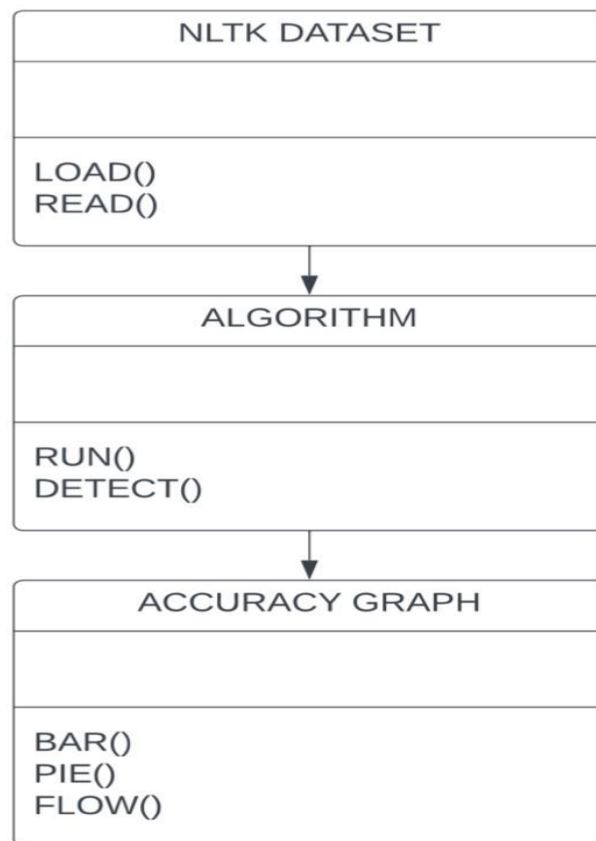 NLTK DATASET
LOAD()
READ()
ALGORITHM
RUN()
DETECT()
ACCURACY GRAPH
BAR()
PIE()
FLOW()